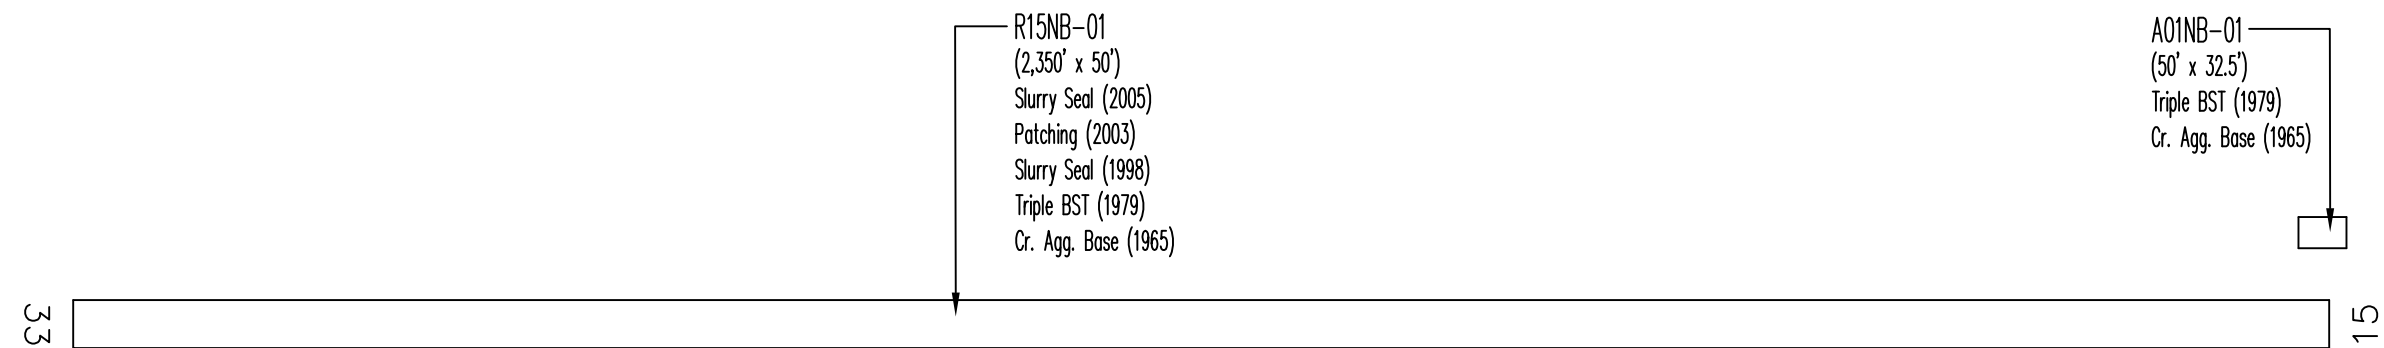 R15NB-01
(2,350' x 50')
Slurry Seal (2005)
Patching (2003)
Slurry Seal (1998)
Triple BST (1979)
Cr. Agg. Base (1965)
A01NB-01
(50' x 32.5')
Triple BST (1979)
Cr. Agg. Base (1965)
33
15